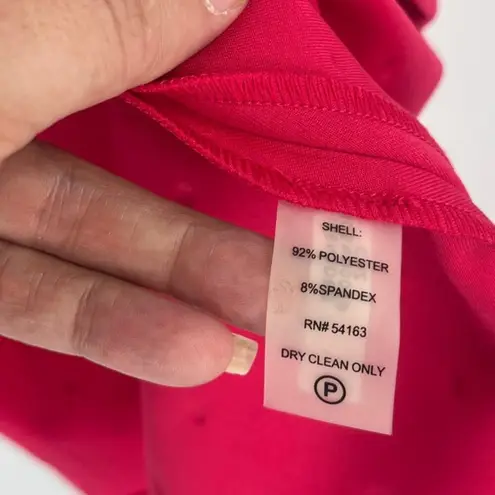 SHELL:
92% POLYESTER
8%SPANDEX
RN# 54163
DRY CLEAN ONLY
P